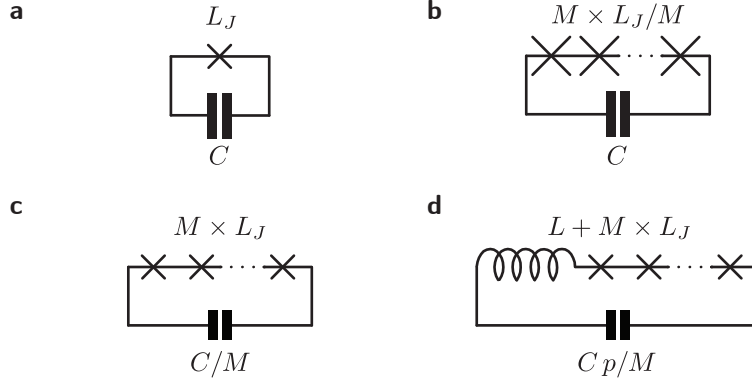 a
L_J
C
b
M × L_J/M
C
c
M × L_J
C/M
d
L + M × L_J
C p/M